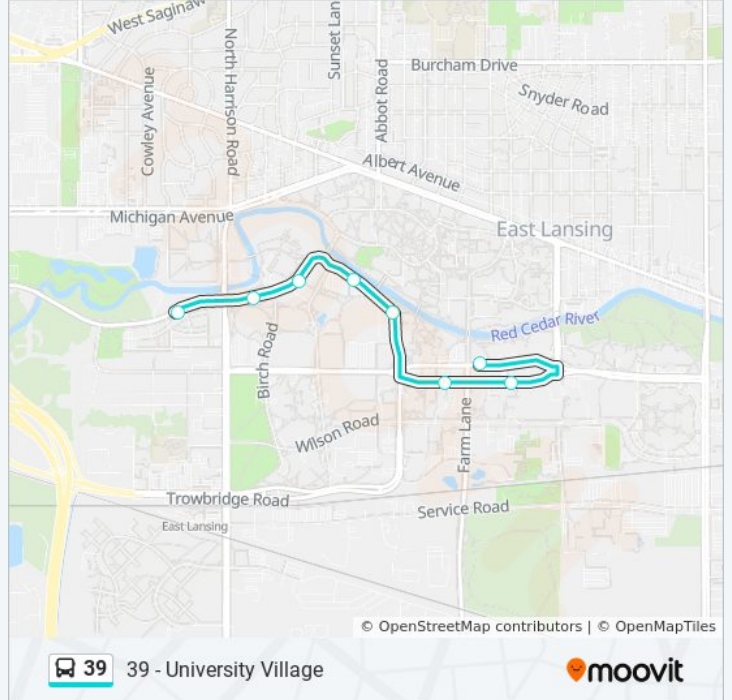 West Saginaw
North Harrison Road
Sunset Lan
Abbot Road
Burcham Drive
Snyder Road
Cowley Avenue
Albert Avenue
Michigan Avenue
East Lansing
Red Cedar River
Birch Road
Wilson Road
Farm Lane
Trowbridge Road
Service Road
East Lansing
© OpenStreetMap contributors | © OpenMapTiles
39 39 - University Village
moovit